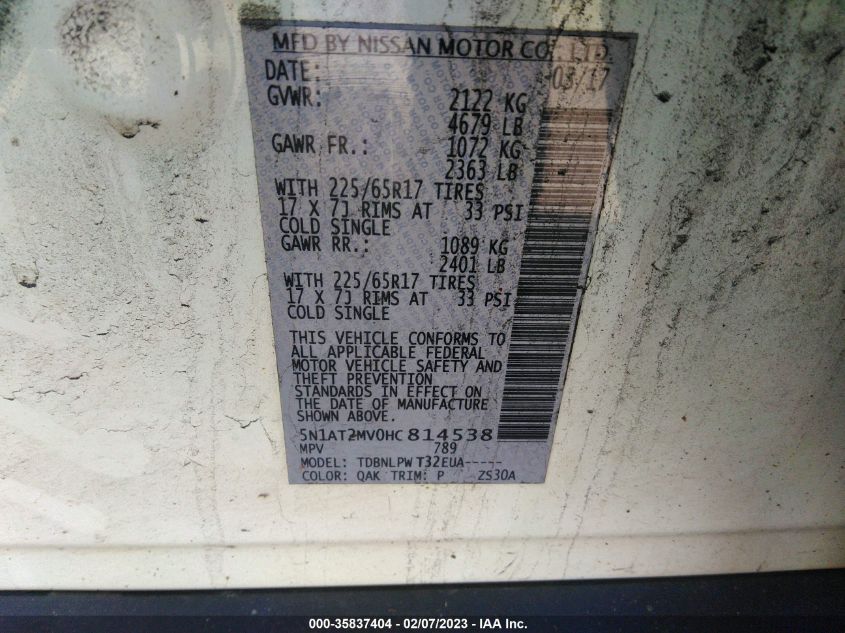 MFD BY NISSAN MOTOR CO., LTD.
DATE: 03/17
GVWR: 2122 KG
4679 LB
GAWR FR.: 1072 KG
2363 LB
WITH 225/65R17 TIRES
17 X 7J RIMS AT 33 PSI
COLD SINGLE
GAWR RR.: 1089 KG
2401 LB
WITH 225/65R17 TIRES
17 X 7J RIMS AT 33 PSI
COLD SINGLE
THIS VEHICLE CONFORMS TO
ALL APPLICABLE FEDERAL
MOTOR VEHICLE SAFETY AND
THEFT PREVENTION
STANDARDS IN EFFECT ON
THE DATE OF MANUFACTURE
SHOWN ABOVE.
5N1AT2MV0HC814538
MPV 789
MODEL: TDBNLPW T32EUA-----
COLOR: QAK TRIM: P ZS30A
000-35837404 — 02/07/2023 — IAA Inc.